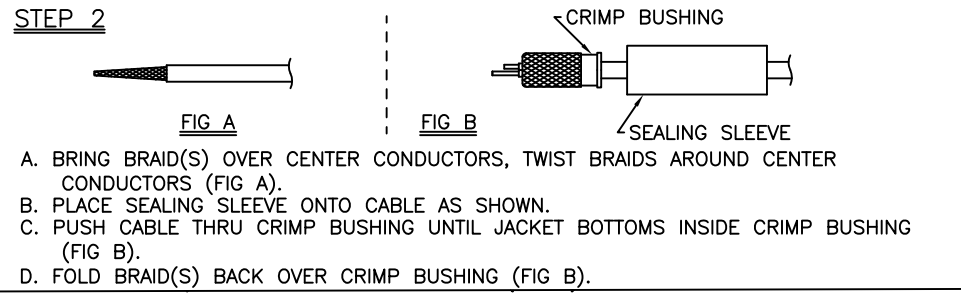 STEP 2
CRIMP BUSHING
FIG A
FIG B
SEALING SLEEVE
A. BRING BRAID(S) OVER CENTER CONDUCTORS, TWIST BRAIDS AROUND CENTER
CONDUCTORS (FIG A).
B. PLACE SEALING SLEEVE ONTO CABLE AS SHOWN.
C. PUSH CABLE THRU CRIMP BUSHING UNTIL JACKET BOTTOMS INSIDE CRIMP BUSHING
(FIG B).
D. FOLD BRAID(S) BACK OVER CRIMP BUSHING (FIG B).